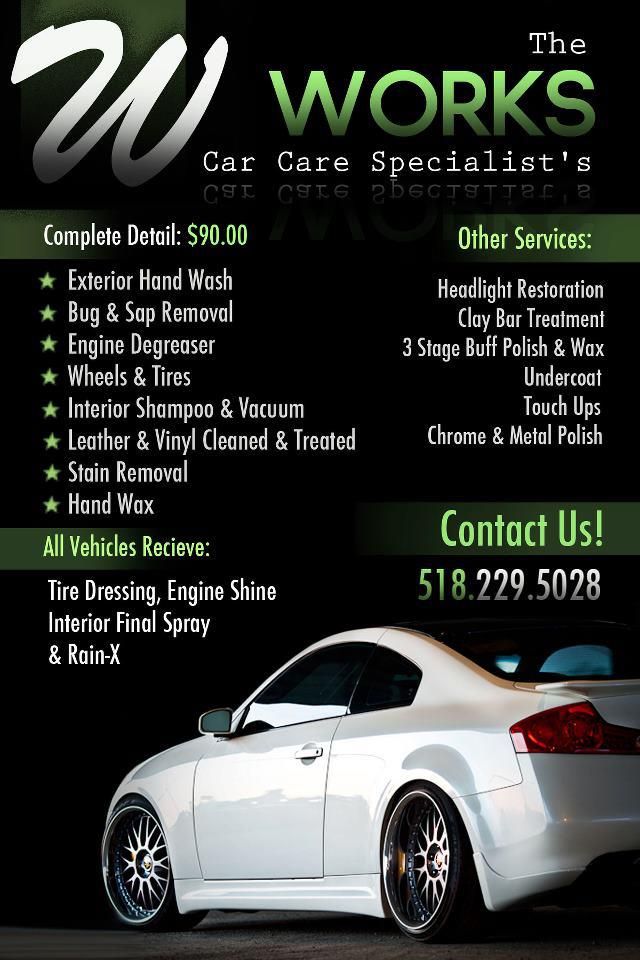 W
The
WORKS
Car Care Specialist's
Complete Detail: $90.00
Exterior Hand Wash
Bug & Sap Removal
Engine Degreaser
Wheels & Tires
Interior Shampoo & Vacuum
Leather & Vinyl Cleaned & Treated
Stain Removal
Hand Wax
All Vehicles Recieve:
Tire Dressing, Engine Shine
Interior Final Spray
& Rain-X
Other Services:
Headlight Restoration
Clay Bar Treatment
3 Stage Buff Polish & Wax
Undercoat
Touch Ups
Chrome & Metal Polish
Contact Us!
518.229.5028